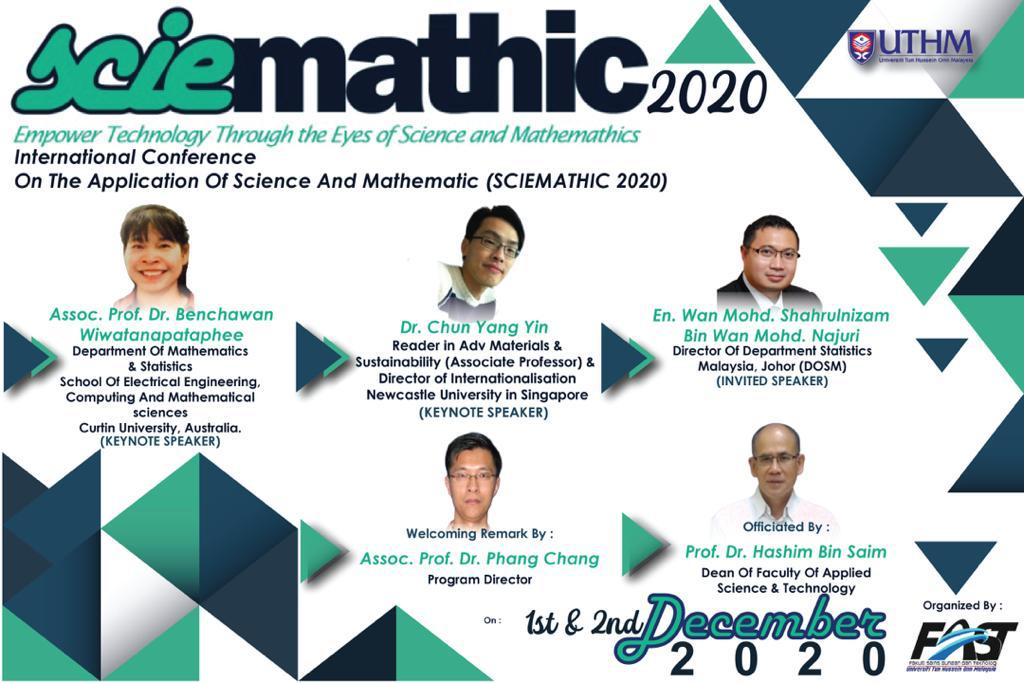 sciemathic 2020
UTHM
Universiti Tun Hussein Onn Malaysia
Empower Technology Through the Eyes of Science and Mathemathics
International Conference
On The Application Of Science And Mathematic (SCIEMATHIC 2020)
Assoc. Prof. Dr. Benchawan
Wiwatanapataphee
Department Of Mathematics
& Statistics
School Of Electrical Engineering,
Computing And Mathematical
sciences
Curtin University, Australia.
(KEYNOTE SPEAKER)
Dr. Chun Yang Yin
Reader in Adv Materials &
Sustainability (Associate Professor) &
Director of Internationalisation
Newcastle University in Singapore
(KEYNOTE SPEAKER)
En. Wan Mohd. Shahrulnizam
Bin Wan Mohd. Najuri
Director Of Department Statistics
Malaysia, Johor (DOSM)
(INVITED SPEAKER)
Welcoming Remark By :
Assoc. Prof. Dr. Phang Chang
Program Director
Officiated By :
Prof. Dr. Hashim Bin Saim
Dean Of Faculty Of Applied
Science & Technology
On : 1st & 2nd December
2020
Organized By :
FAST
Fakulti Sains Gunaan dan Teknologi
Universiti Tun Hussein Onn Malaysia